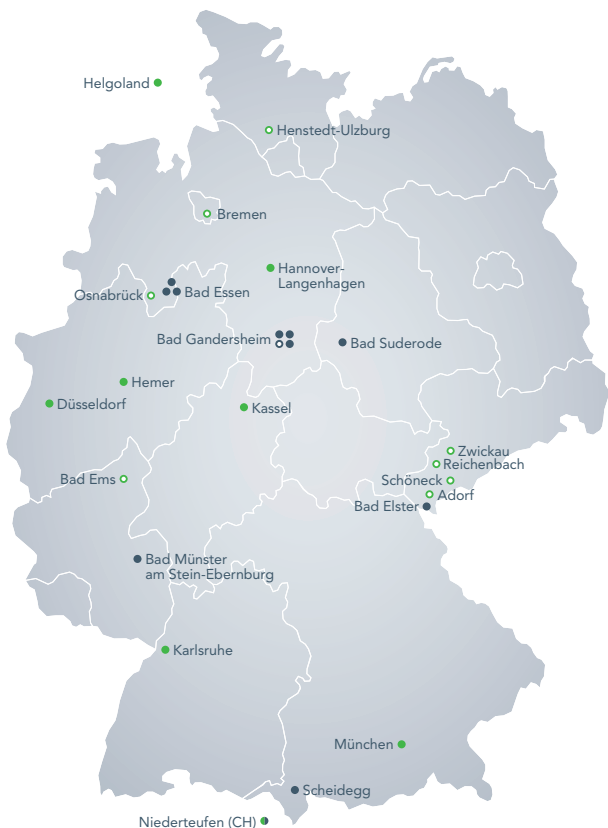 Helgoland
Henstedt-Ulzburg
Bremen
Hannover-
Langenhagen
Osnabrück
Bad Essen
Bad Gandersheim
Bad Suderode
Hemer
Düsseldorf
Kassel
Zwickau
Reichenbach
Bad Ems
Schöneck
Adorf
Bad Elster
Bad Münster
am Stein-Ebernburg
Karlsruhe
München
Scheidegg
Niederteufen (CH)